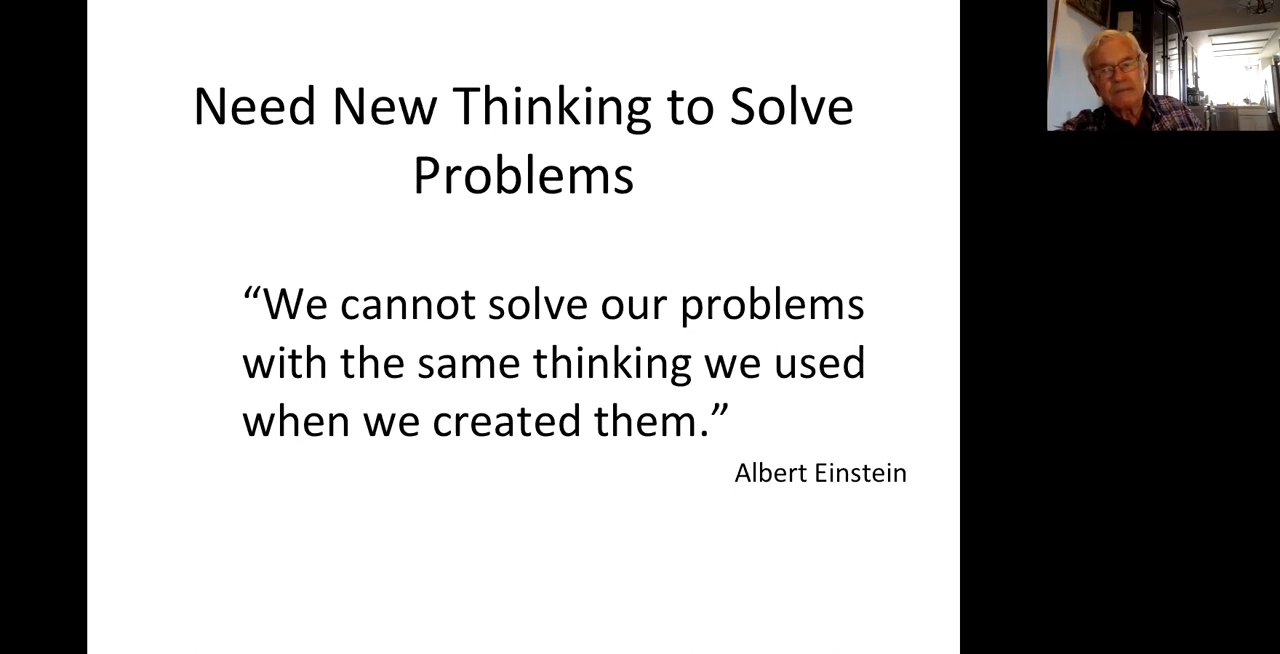 Need New Thinking to Solve
Problems
“We cannot solve our problems
with the same thinking we used
when we created them.”
Albert Einstein